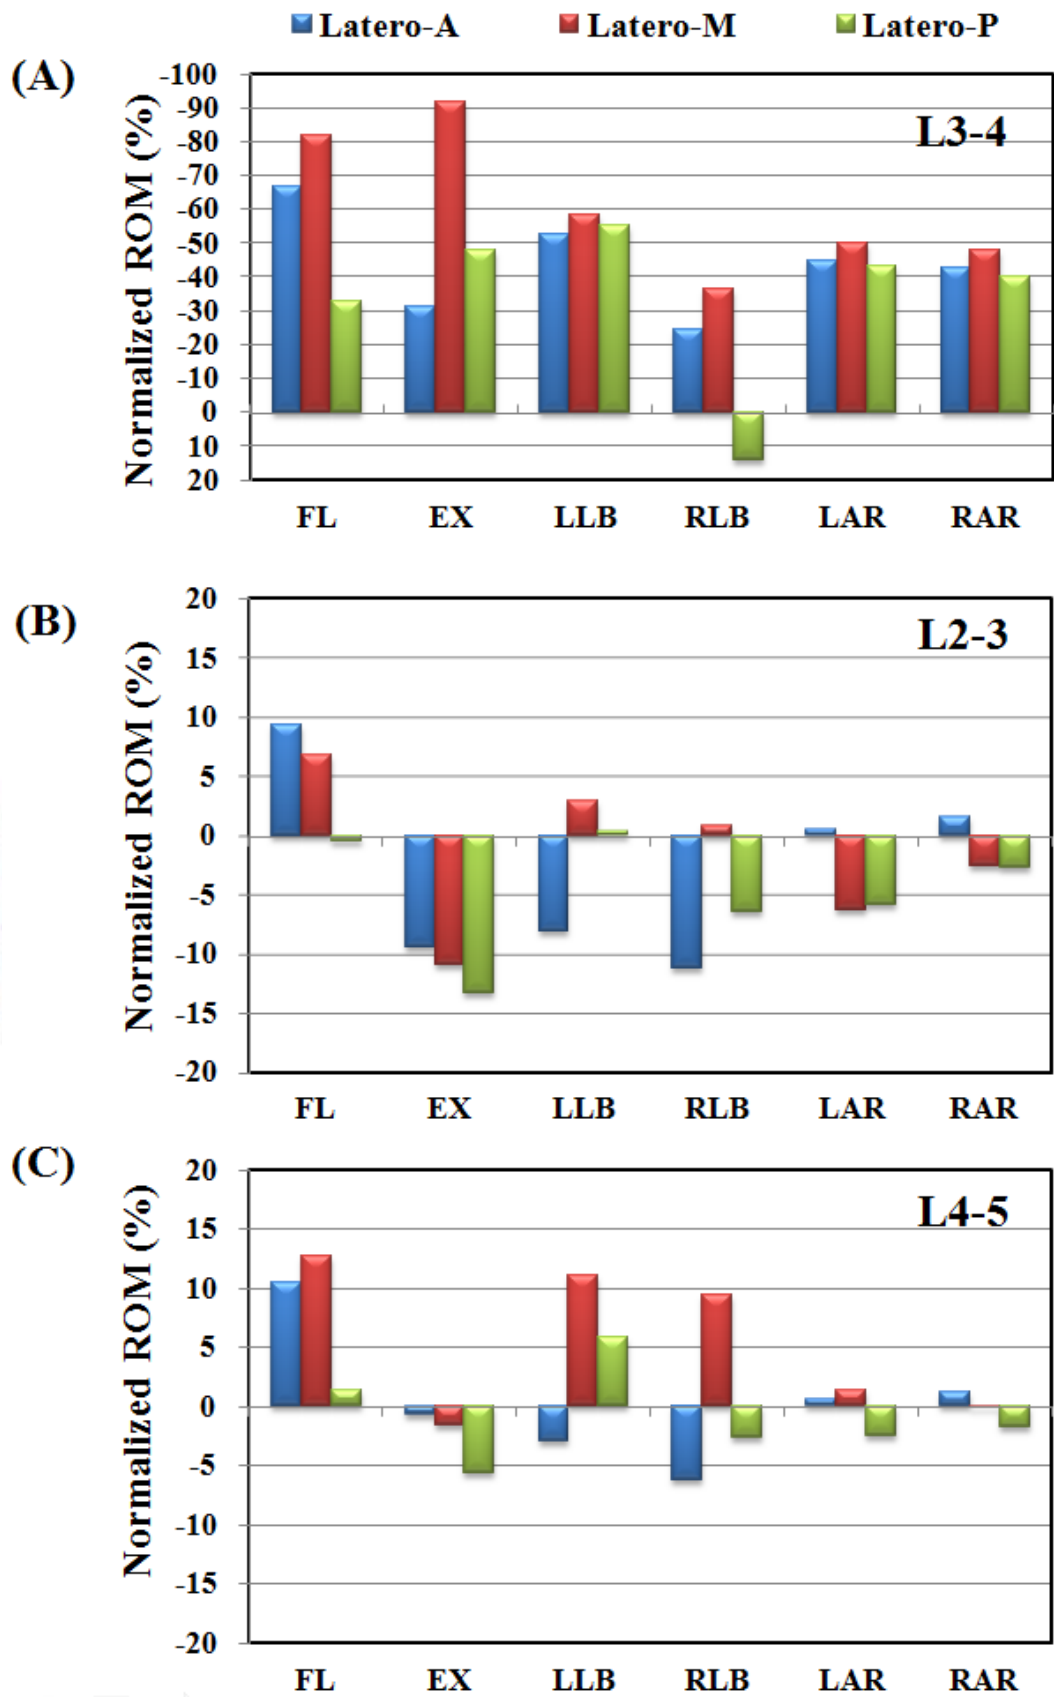 Latero-A Latero-M Latero-P
(A)
Normalized ROM (%)
-100
-90
-80
-70
-60
-50
-40
-30
-20
-10
0
10
20
L3-4
FL EX LLB RLB LAR RAR
(B)
Normalized ROM (%)
20
15
10
5
0
-5
-10
-15
-20
L2-3
FL EX LLB RLB LAR RAR
(C)
Normalized ROM (%)
20
15
10
5
0
-5
-10
-15
-20
L4-5
FL EX LLB RLB LAR RAR